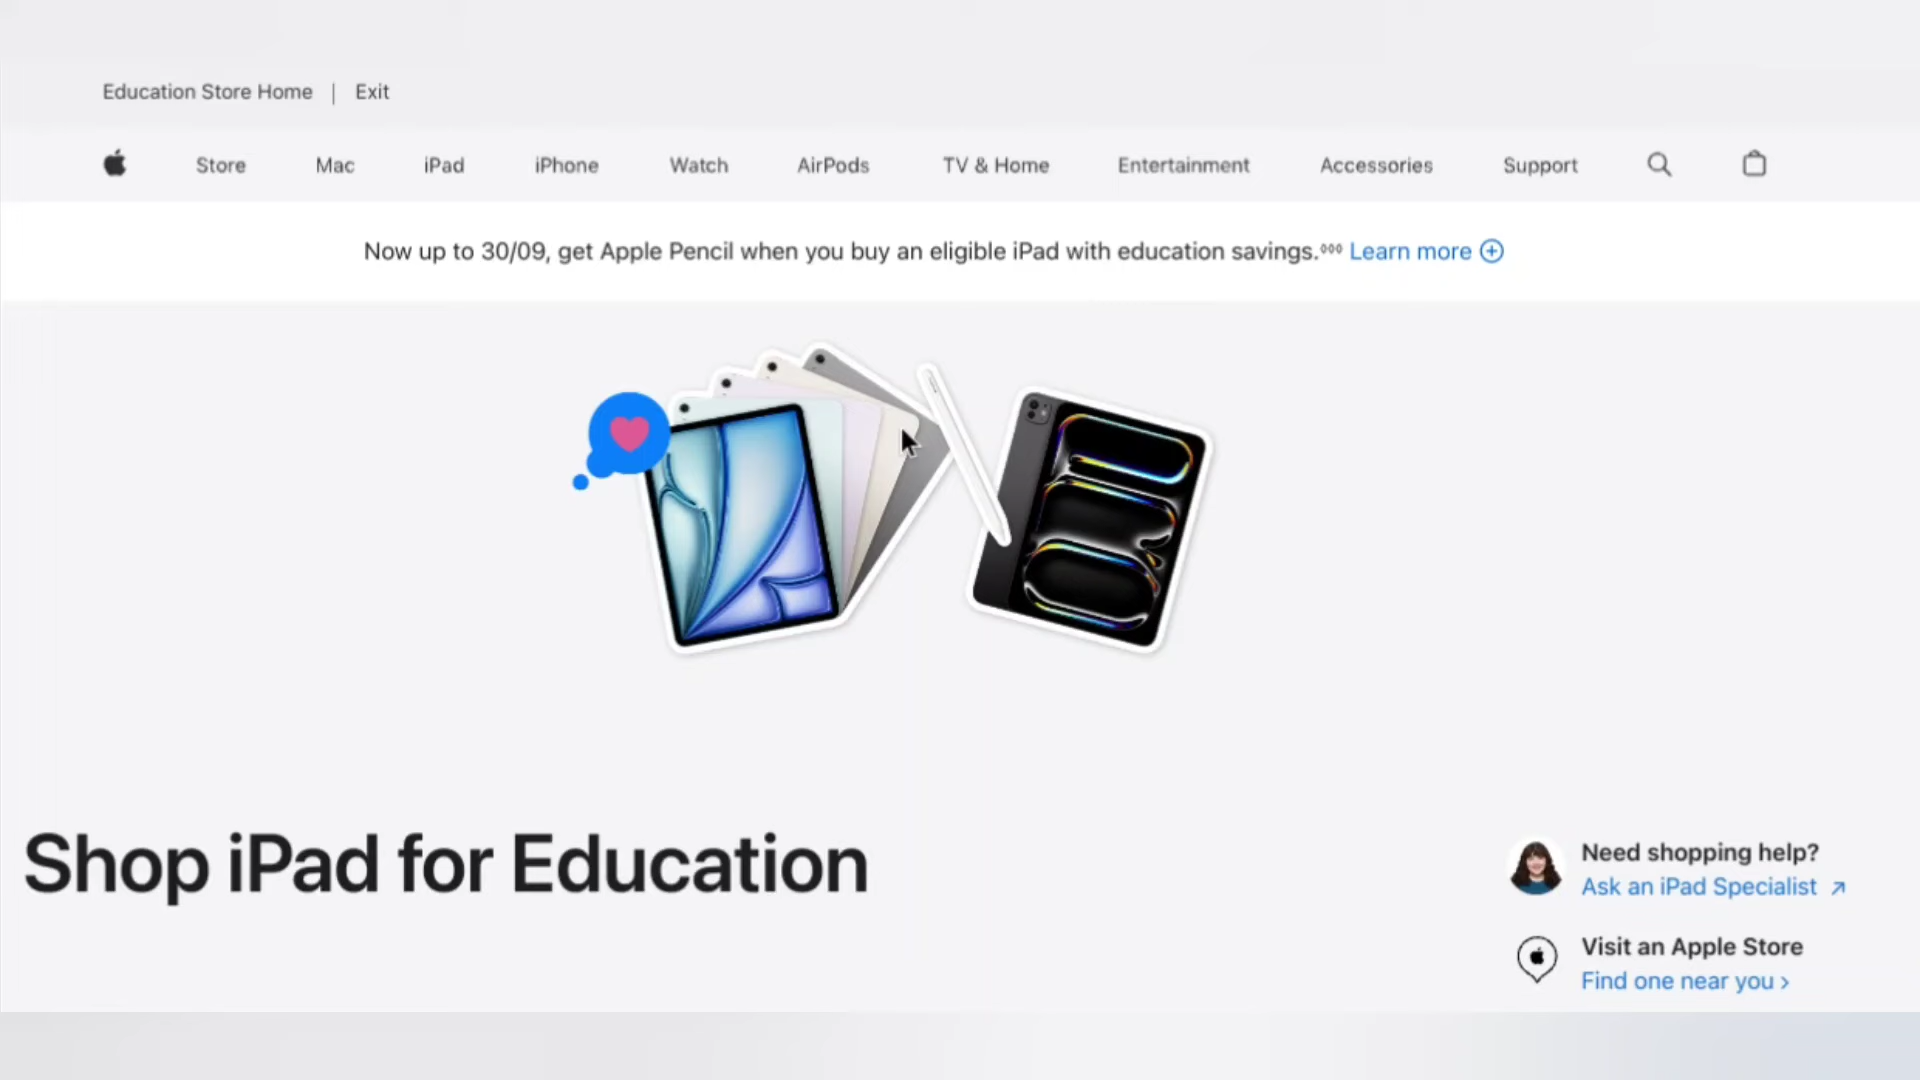 Education Store Home | Exit
Store Mac iPad iPhone Watch AirPods TV & Home Entertainment Accessories Support
Now up to 30/09, get Apple Pencil when you buy an eligible iPad with education savings.◊◊◊ Learn more
Shop iPad for Education
Need shopping help?
Ask an iPad Specialist ↗
Visit an Apple Store
Find one near you >